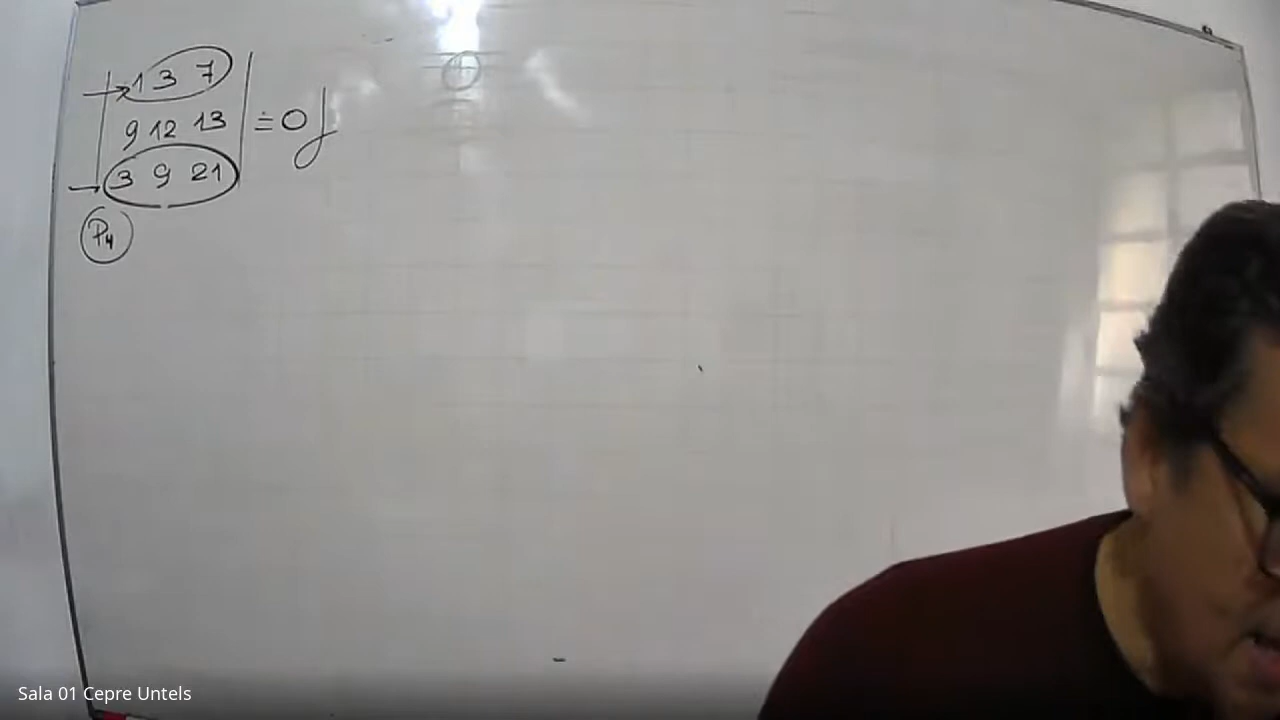 1 3 7
9 12 13 = 0
3 9 21
P4
Sala 01 Cepre Untels